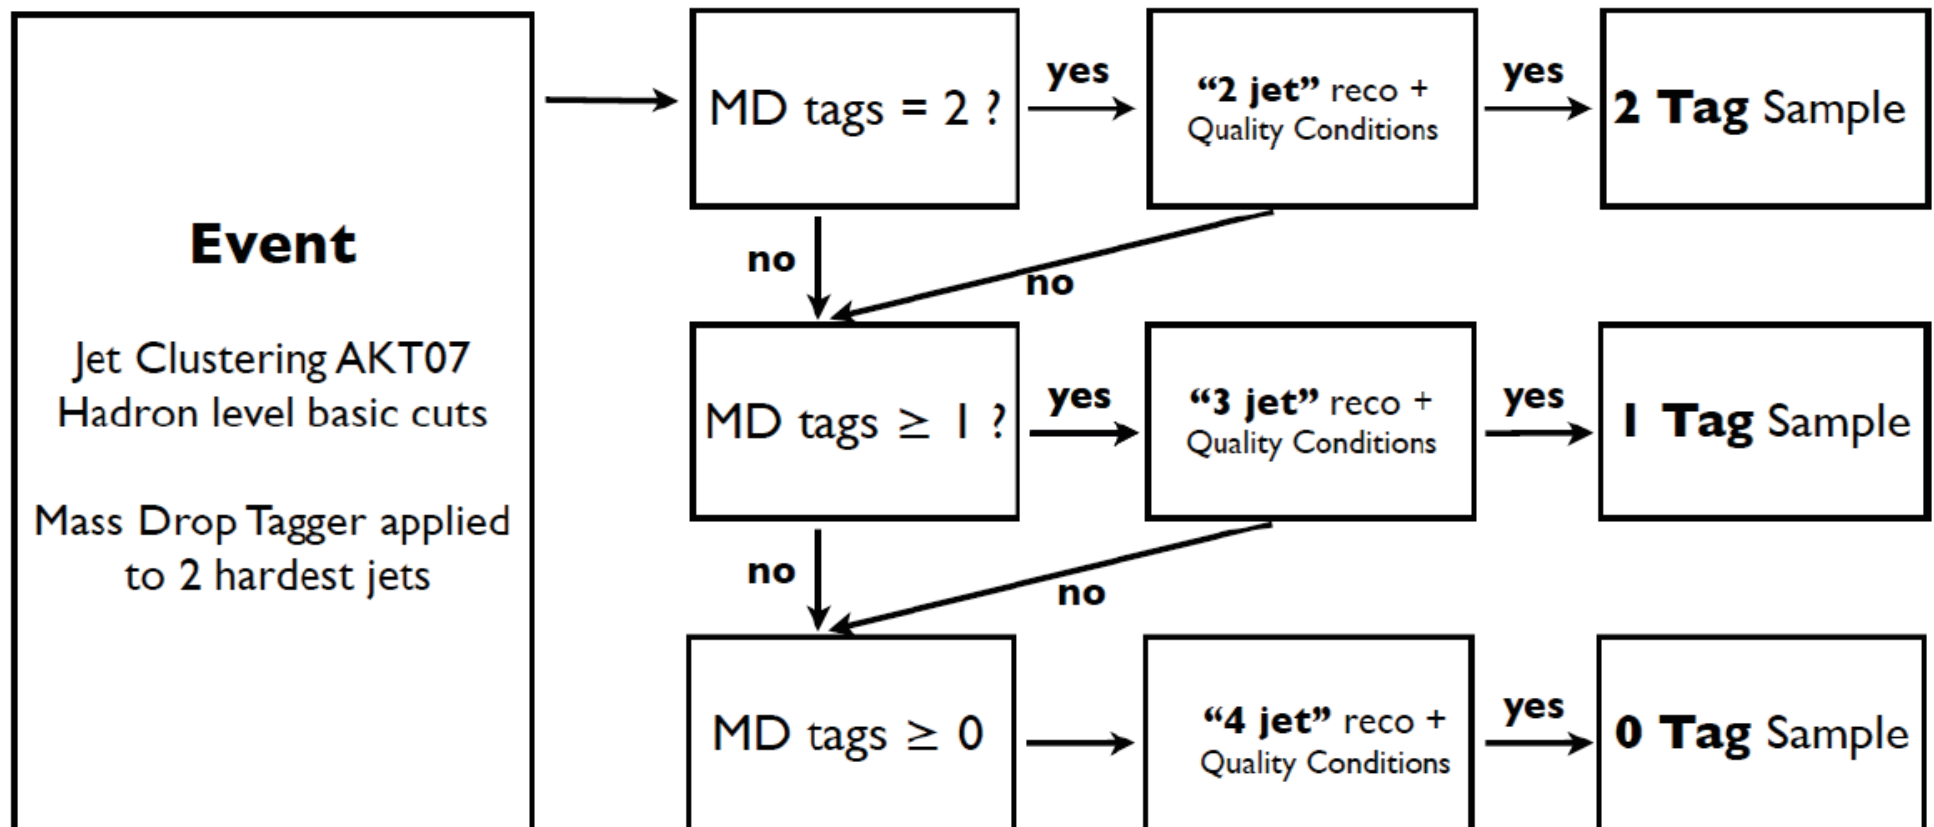 Event
Jet Clustering AKT07
Hadron level basic cuts
Mass Drop Tagger applied
to 2 hardest jets
MD tags = 2 ?
yes
“2 jet” reco +
Quality Conditions
yes
2 Tag Sample
no
no
MD tags ≥ 1 ?
yes
“3 jet” reco +
Quality Conditions
yes
1 Tag Sample
no
no
MD tags ≥ 0
“4 jet” reco +
Quality Conditions
yes
0 Tag Sample